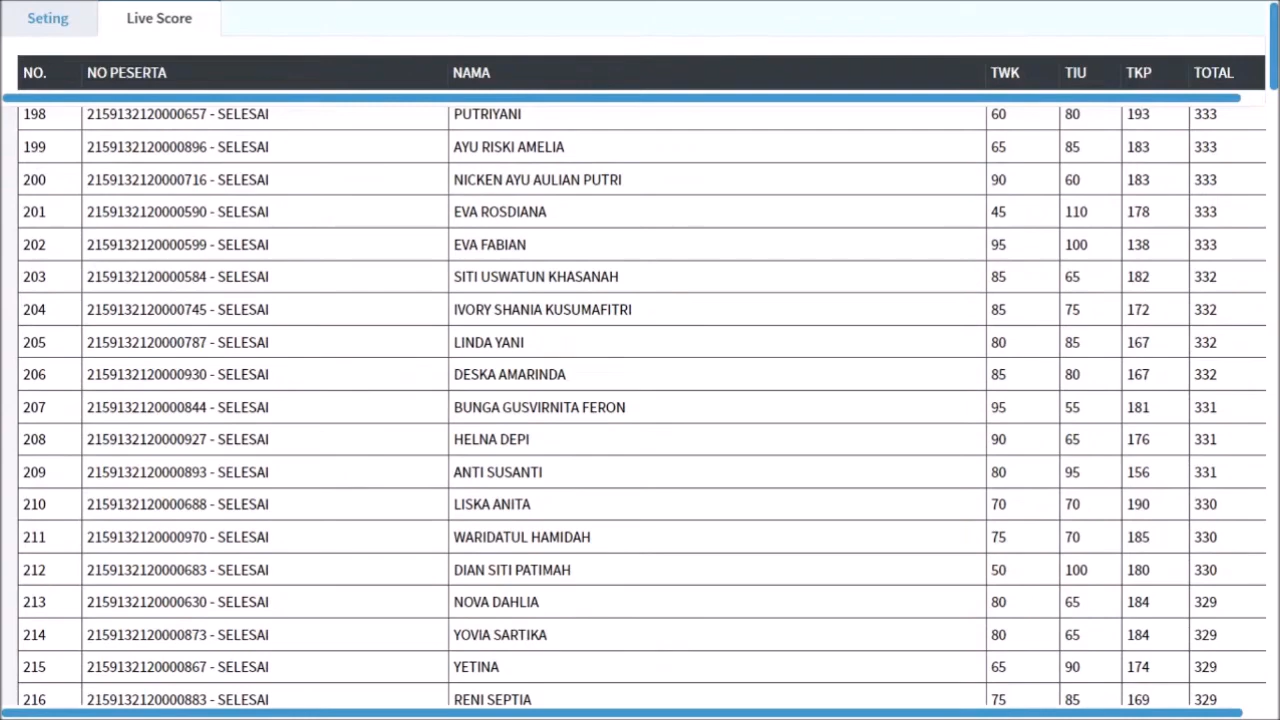 Seting Live Score
NO. NO PESERTA NAMA TWK TIU TKP TOTAL
198 2159132120000657 - SELESAI PUTRIYANI 60 80 193 333
199 2159132120000896 - SELESAI AYU RISKI AMELIA 65 85 183 333
200 2159132120000716 - SELESAI NICKEN AYU AULIAN PUTRI 90 60 183 333
201 2159132120000590 - SELESAI EVA ROSDIANA 45 110 178 333
202 2159132120000599 - SELESAI EVA FABIAN 95 100 138 333
203 2159132120000584 - SELESAI SITI USWATUN KHASANAH 85 65 182 332
204 2159132120000745 - SELESAI IVORY SHANIA KUSUMAFITRI 85 75 172 332
205 2159132120000787 - SELESAI LINDA YANI 80 85 167 332
206 2159132120000930 - SELESAI DESKA AMARINDA 85 80 167 332
207 2159132120000844 - SELESAI BUNGA GUSVIRNITA FERON 95 55 181 331
208 2159132120000927 - SELESAI HELNA DEPI 90 65 176 331
209 2159132120000893 - SELESAI ANTI SUSANTI 80 95 156 331
210 2159132120000688 - SELESAI LISKA ANITA 70 70 190 330
211 2159132120000970 - SELESAI WARIDATUL HAMIDAH 75 70 185 330
212 2159132120000683 - SELESAI DIAN SITI PATIMAH 50 100 180 330
213 2159132120000630 - SELESAI NOVA DAHLIA 80 65 184 329
214 2159132120000873 - SELESAI YOVIA SARTIKA 80 65 184 329
215 2159132120000867 - SELESAI YETINA 65 90 174 329
216 2159132120000883 - SELESAI RENI SEPTIA 75 85 169 329